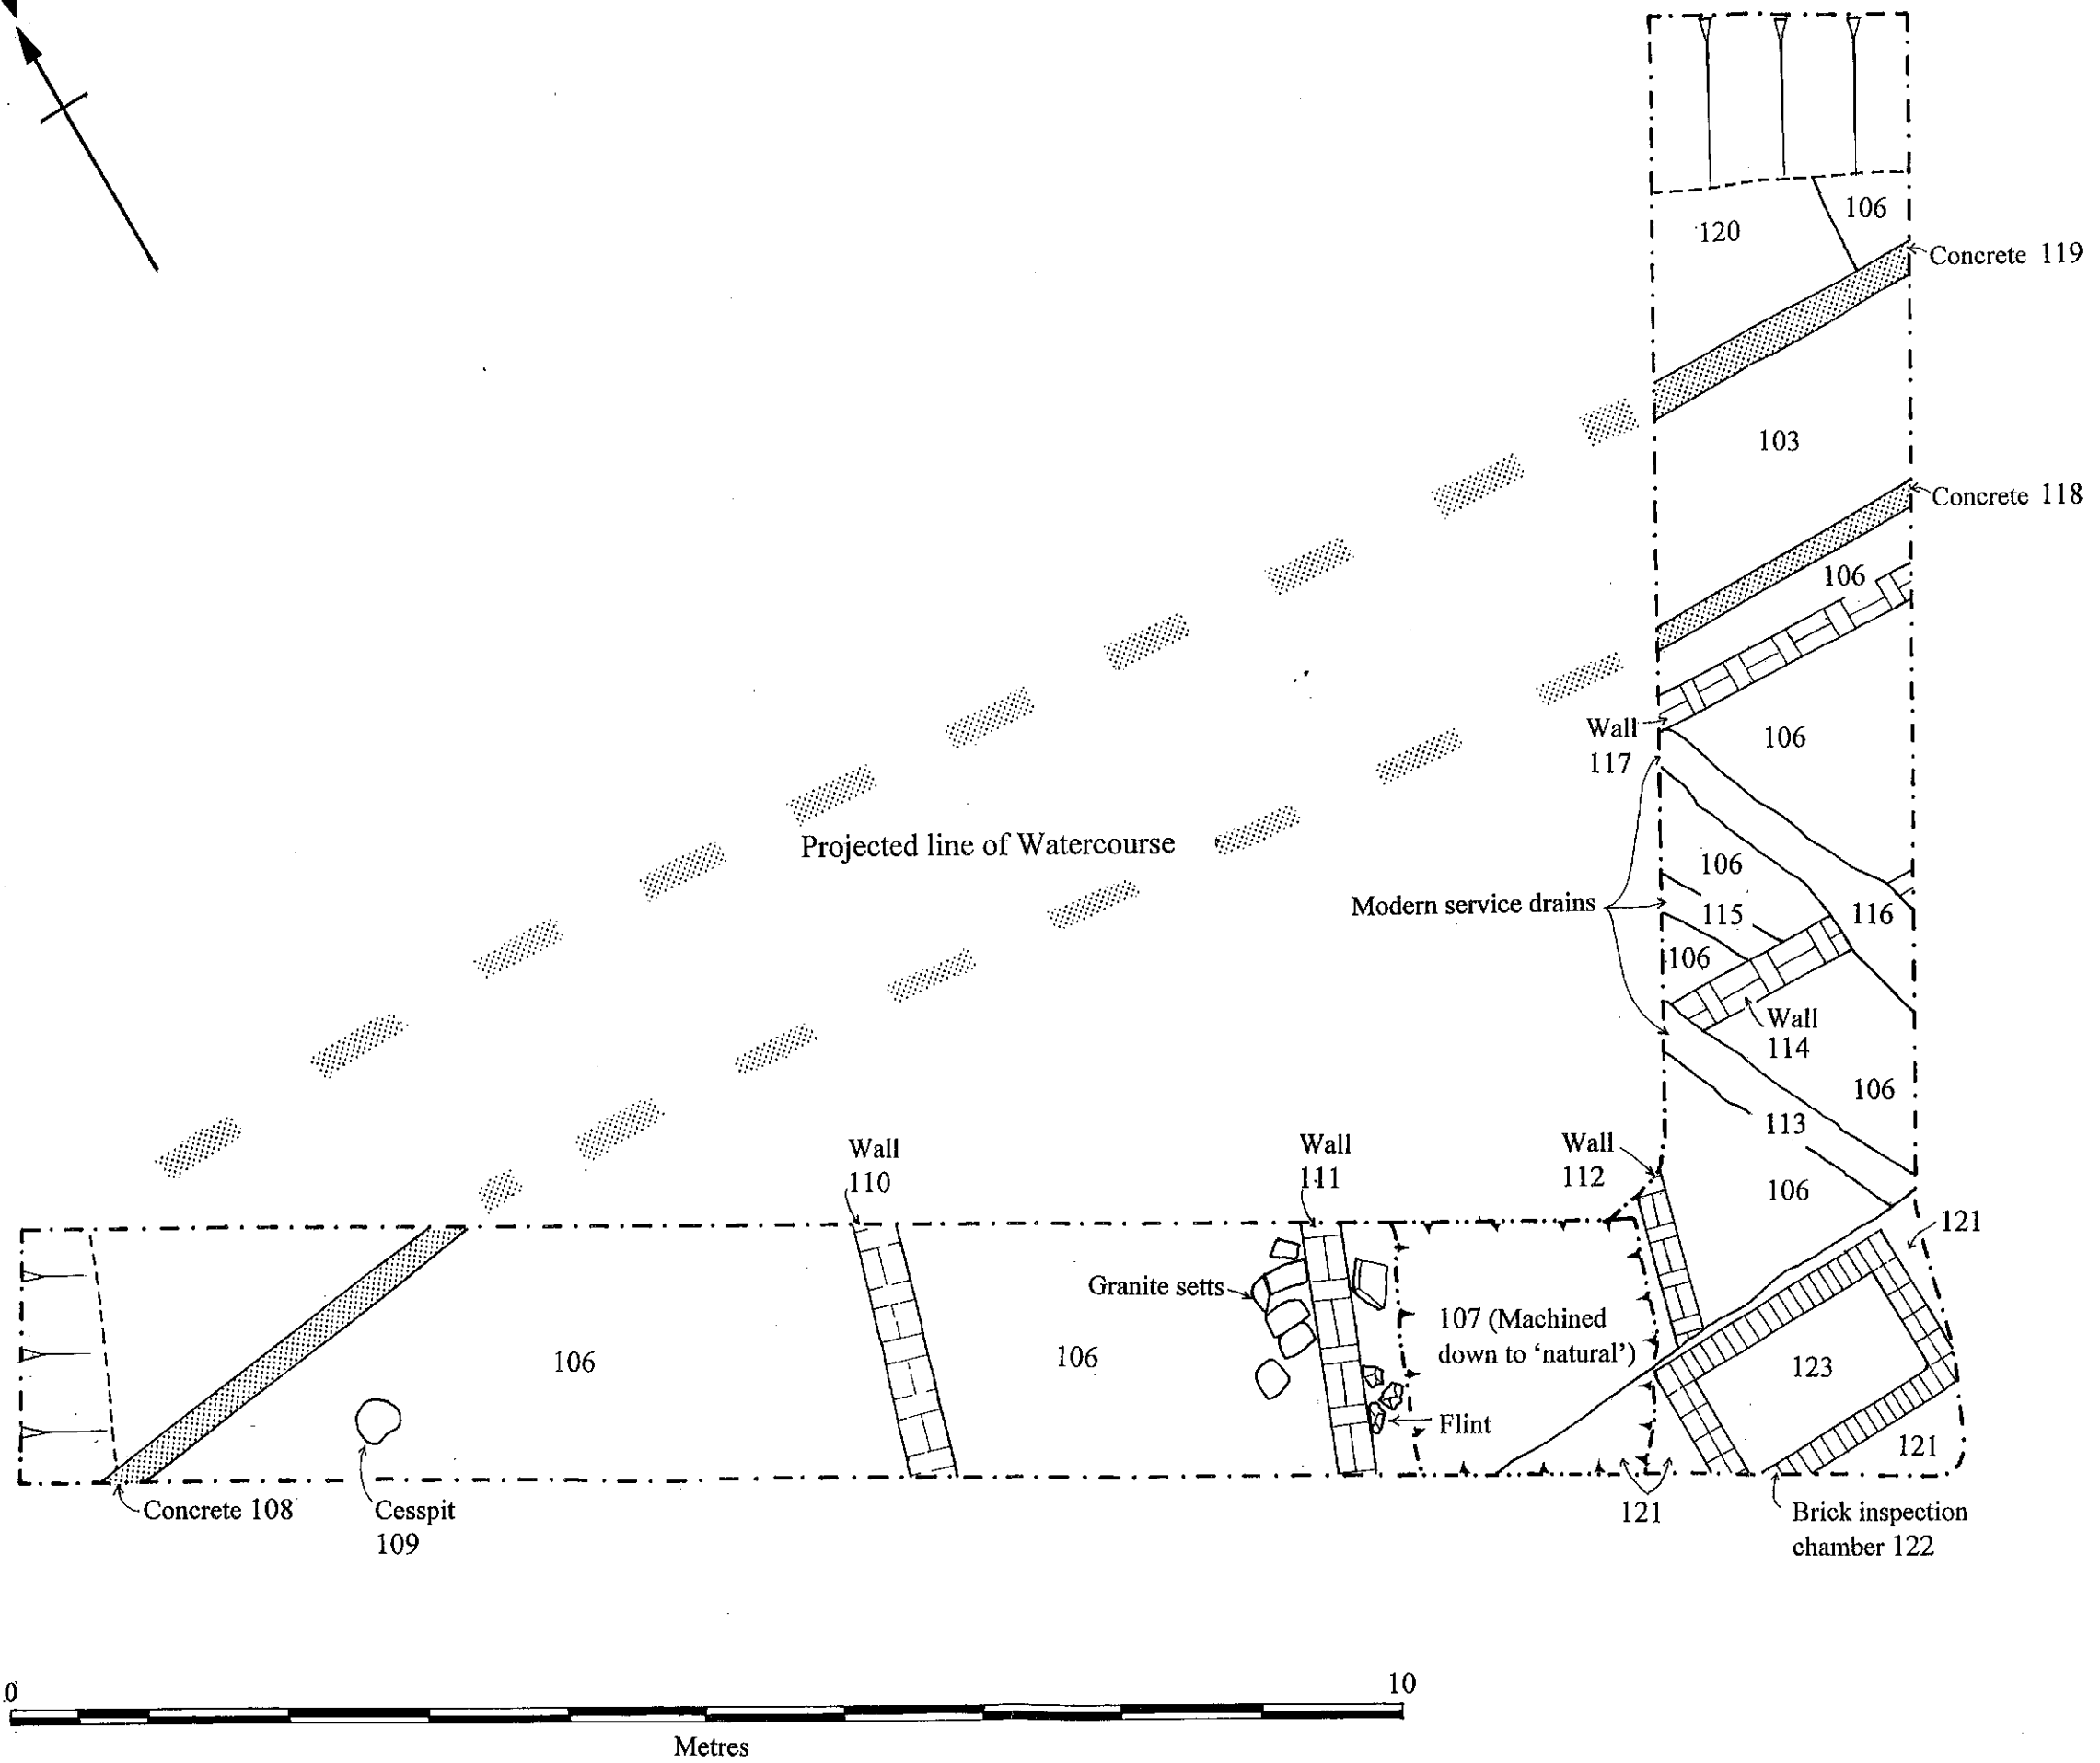 106
120
Concrete 119
103
Concrete 118
106
Wall
117
106
106
Modern service drains
115
116
106
Wall
114
106
113
Wall
112
106
Projected line of Watercourse
Wall
110
Wall
111
121
Granite setts
107 (Machined
down to ‘natural’)
106
106
123
Flint
121
Concrete 108
Cesspit
109
121
Brick inspection
chamber 122
0
10
Metres